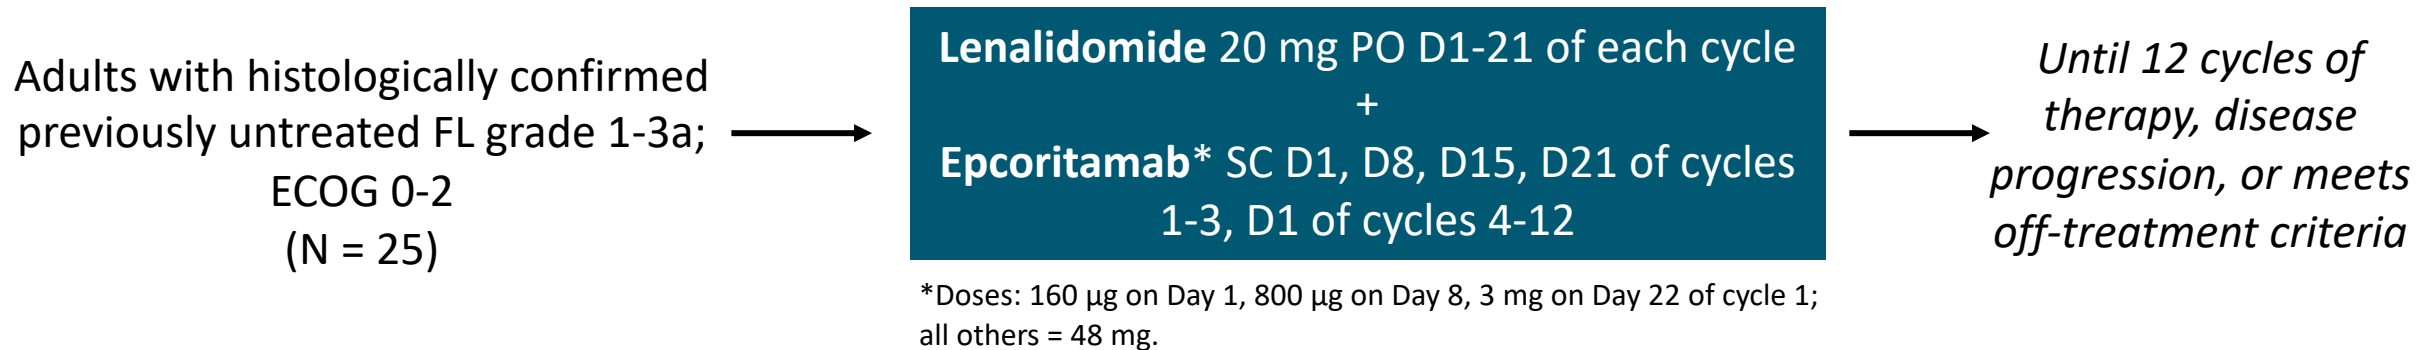 Adults with histologically confirmed
previously untreated FL grade 1-3a;
ECOG 0-2
(N = 25)
Lenalidomide 20 mg PO D1-21 of each cycle
+
Epcoritamab* SC D1, D8, D15, D21 of cycles
1-3, D1 of cycles 4-12
*Doses: 160 µg on Day 1, 800 µg on Day 8, 3 mg on Day 22 of cycle 1;
all others = 48 mg.
Until 12 cycles of
therapy, disease
progression, or meets
off-treatment criteria